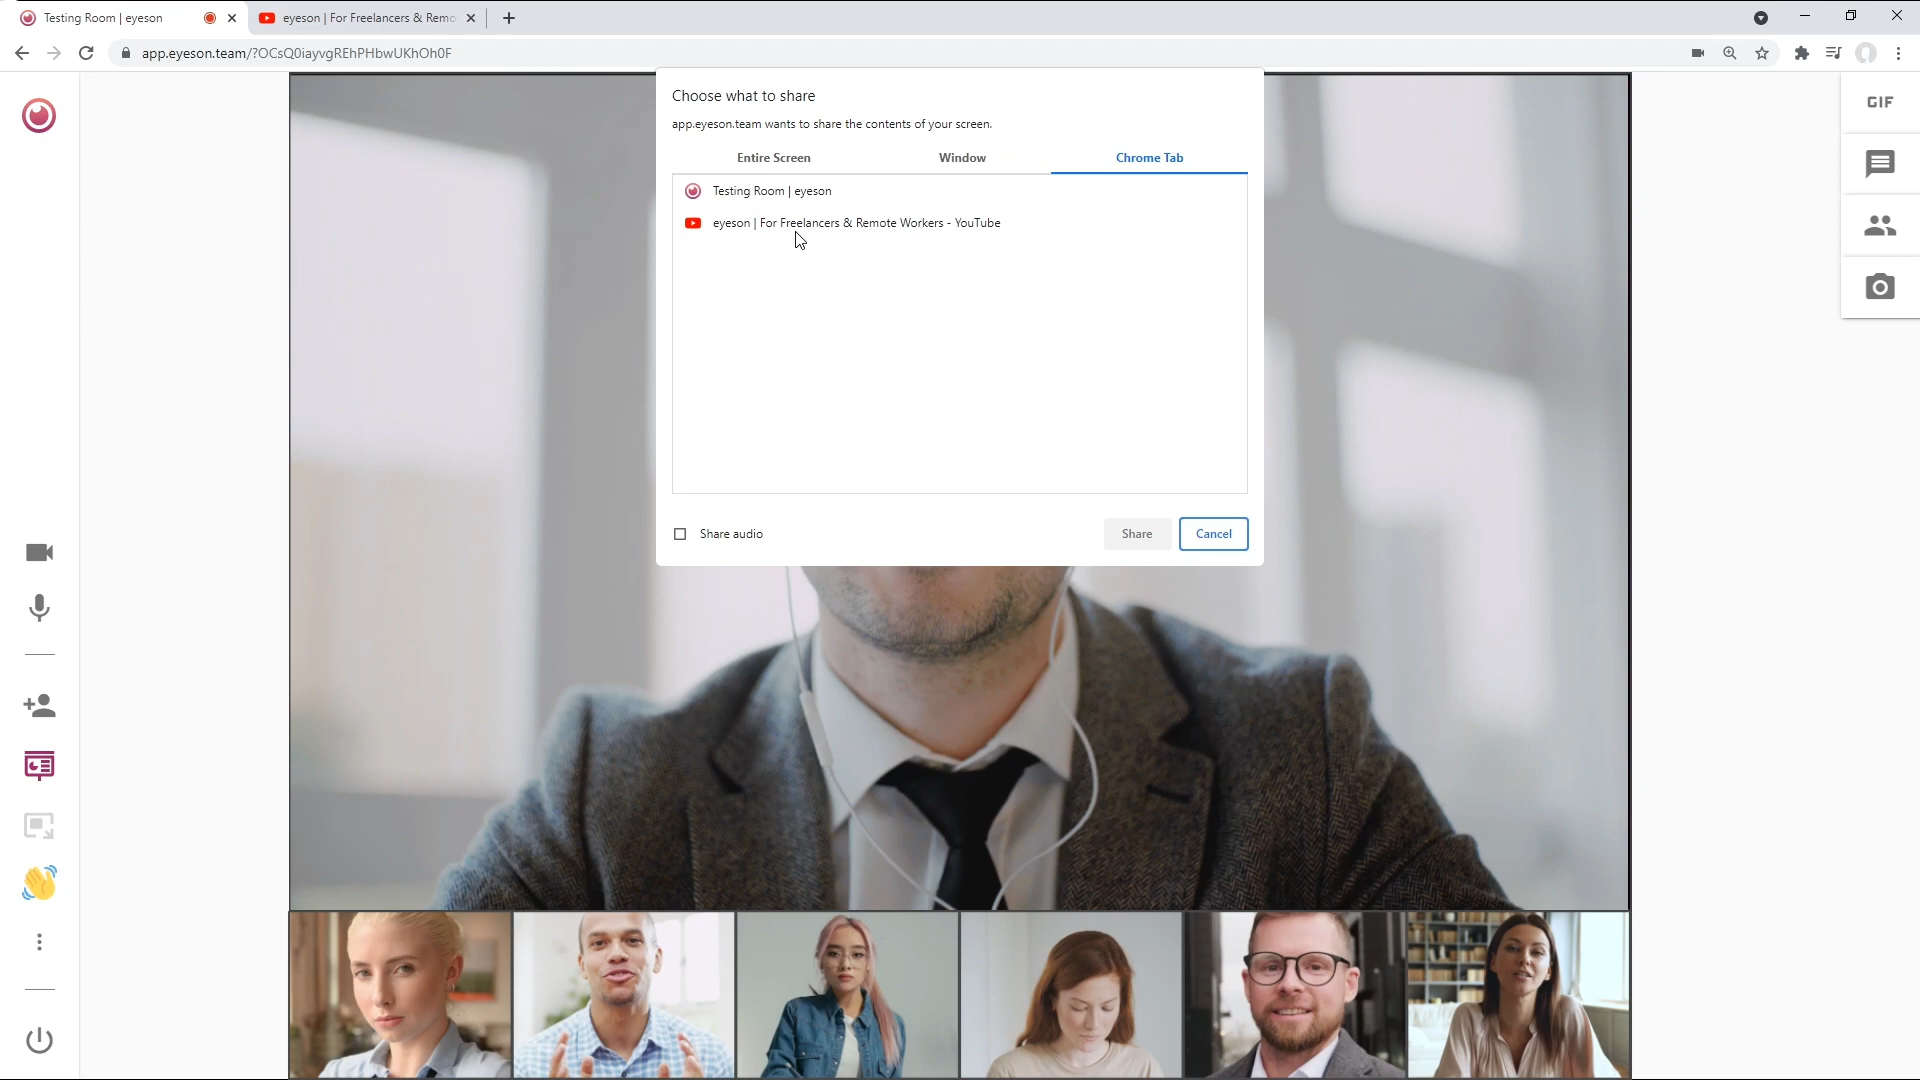 Testing Room | eyeson
eyeson | For Freelancers & Remo
app.eyeson.team/?OCsQ0iayvgREhPHbwUKhOh0F
Choose what to share
app.eyeson.team wants to share the contents of your screen.
Entire Screen
Window
Chrome Tab
Testing Room | eyeson
eyeson | For Freelancers & Remote Workers - YouTube
Share audio
Share
Cancel
GIF